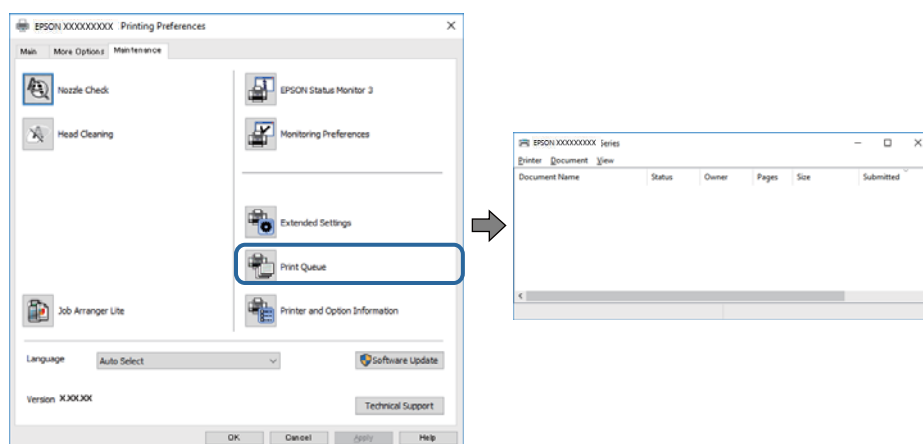 EPSON XXXXXXXXX Printing Preferences
Main More Options Maintenance
Nozzle Check
EPSON Status Monitor 3
Head Cleaning
Monitoring Preferences
Extended Settings
Print Queue
Job Arranger Lite
Printer and Option Information
Language Auto Select
Software Update
Version X.XX.XX
Technical Support
OK Cancel Apply Help
EPSON XXXXXXXXX Series
Printer Document View
Document Name Status Owner Pages Size Submitted